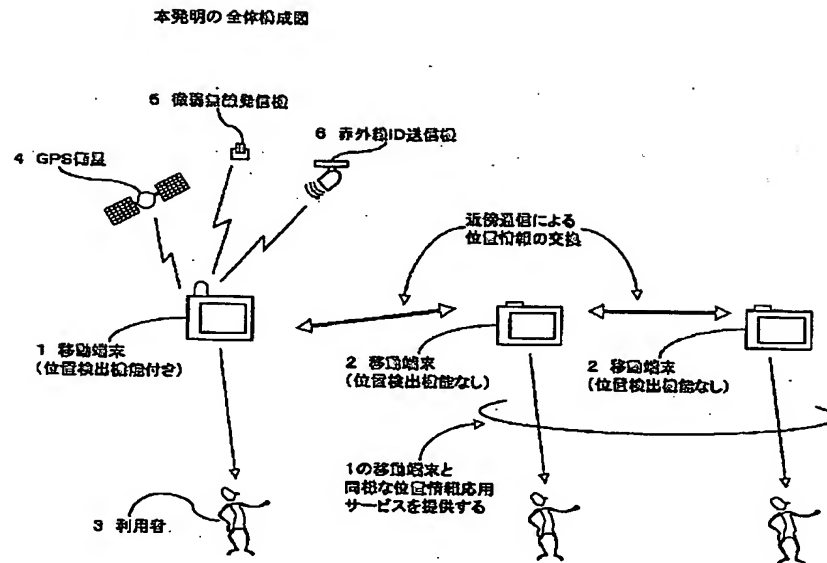 本発明の 全体構成図
5 微弱無線発信機
6 赤外線ID送信機
4 GPS衛星
近傍通信による
位置情報の交換
1 移動端末
(位置検出機能付き)
2 移動端末
(位置検出機能なし)
2 移動端末
(位置検出機能なし)
1の移動端末と
同様な位置情報応用
サービスを提供する
3 利用者